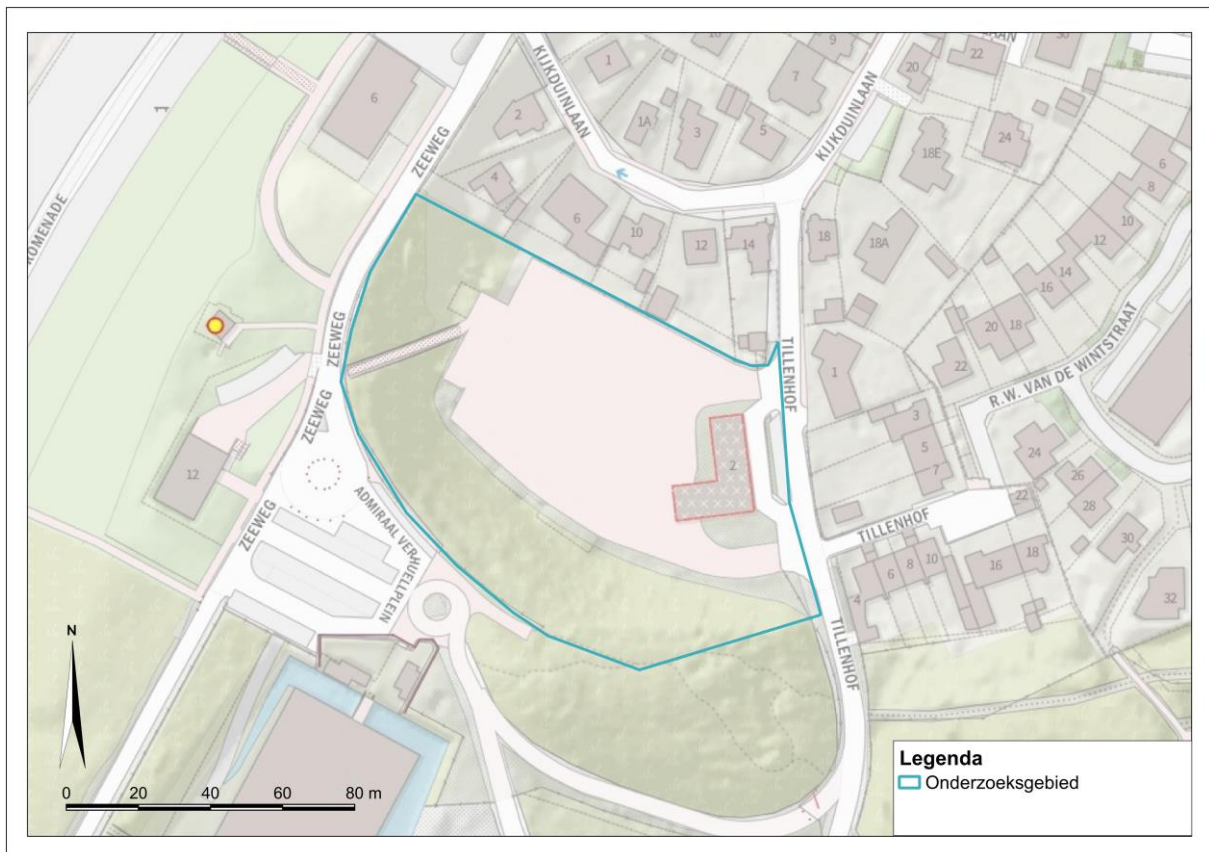 KIJKDUINLAAN
ZEEWEG
KIJKDUINLAAN
6
2
1
1A
3
5
7
9
20
22
24
18E
6
8
10
12
14
16
4
6
10
12
14
18
18A
ZEEWEG
ZEEWEG
ZEEWEG
ZEEWEG
12
ADMIRAAL VERHUELLPLEIN
TILLENHOF
2
1
3
5
7
22
20
18
R.W. VAN DE WINTSTRAAT
24
26
28
30
32
22
TILLENHOF
4
6
8
10
16
18
TILLENHOF
N
0 20 40 60 80 m
Legenda
Onderzoeksgebied